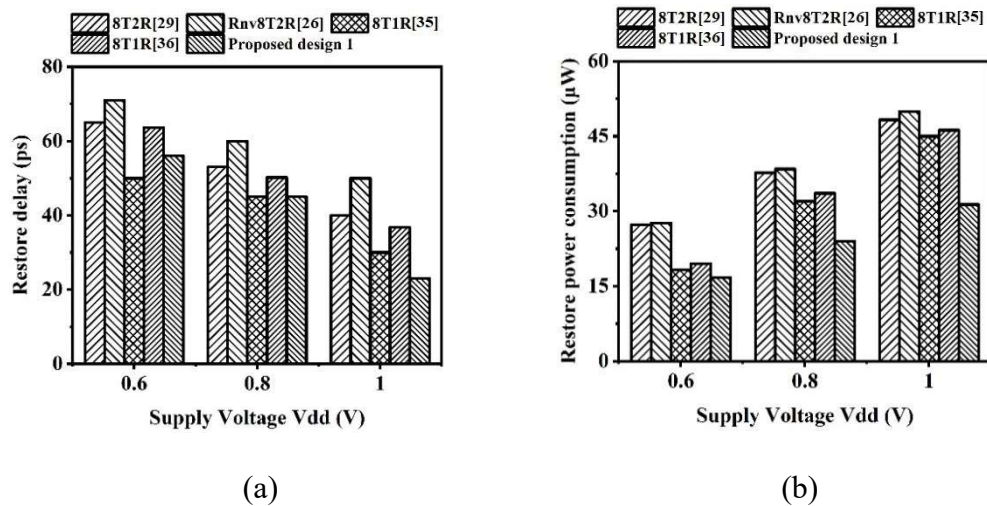 8T2R[29] Rnv8T2R[26] 8T1R[35]
8T1R[36] Proposed design 1
80
60
40
20
0
Restore delay (ps)
0.6 0.8 1
Supply Voltage Vdd (V)
(a)
8T2R[29] Rnv8T2R[26] 8T1R[35]
8T1R[36] Proposed design 1
60
45
30
15
0
Restore power consumption (μW)
0.6 0.8 1
Supply Voltage Vdd (V)
(b)